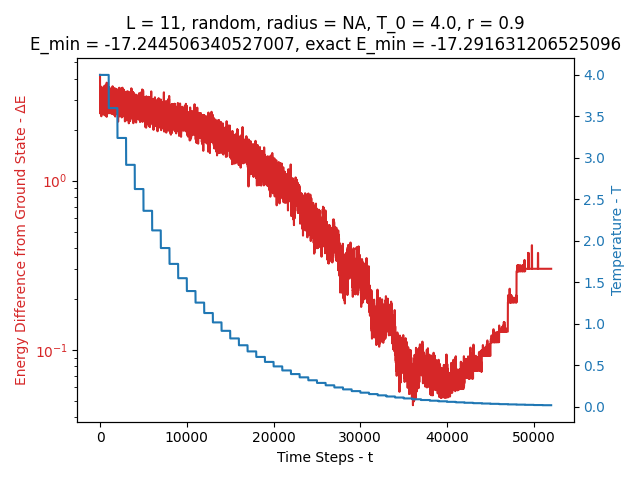 L = 11, random, radius = NA, T_0 = 4.0, r = 0.9
E_min = -17.244506340527007, exact E_min = -17.291631206525096
Energy Difference from Ground State - ΔE
10⁰
10⁻¹
4.0
3.5
3.0
2.5
2.0
1.5
1.0
0.5
0.0
Temperature - T
0 10000 20000 30000 40000 50000
Time Steps - t